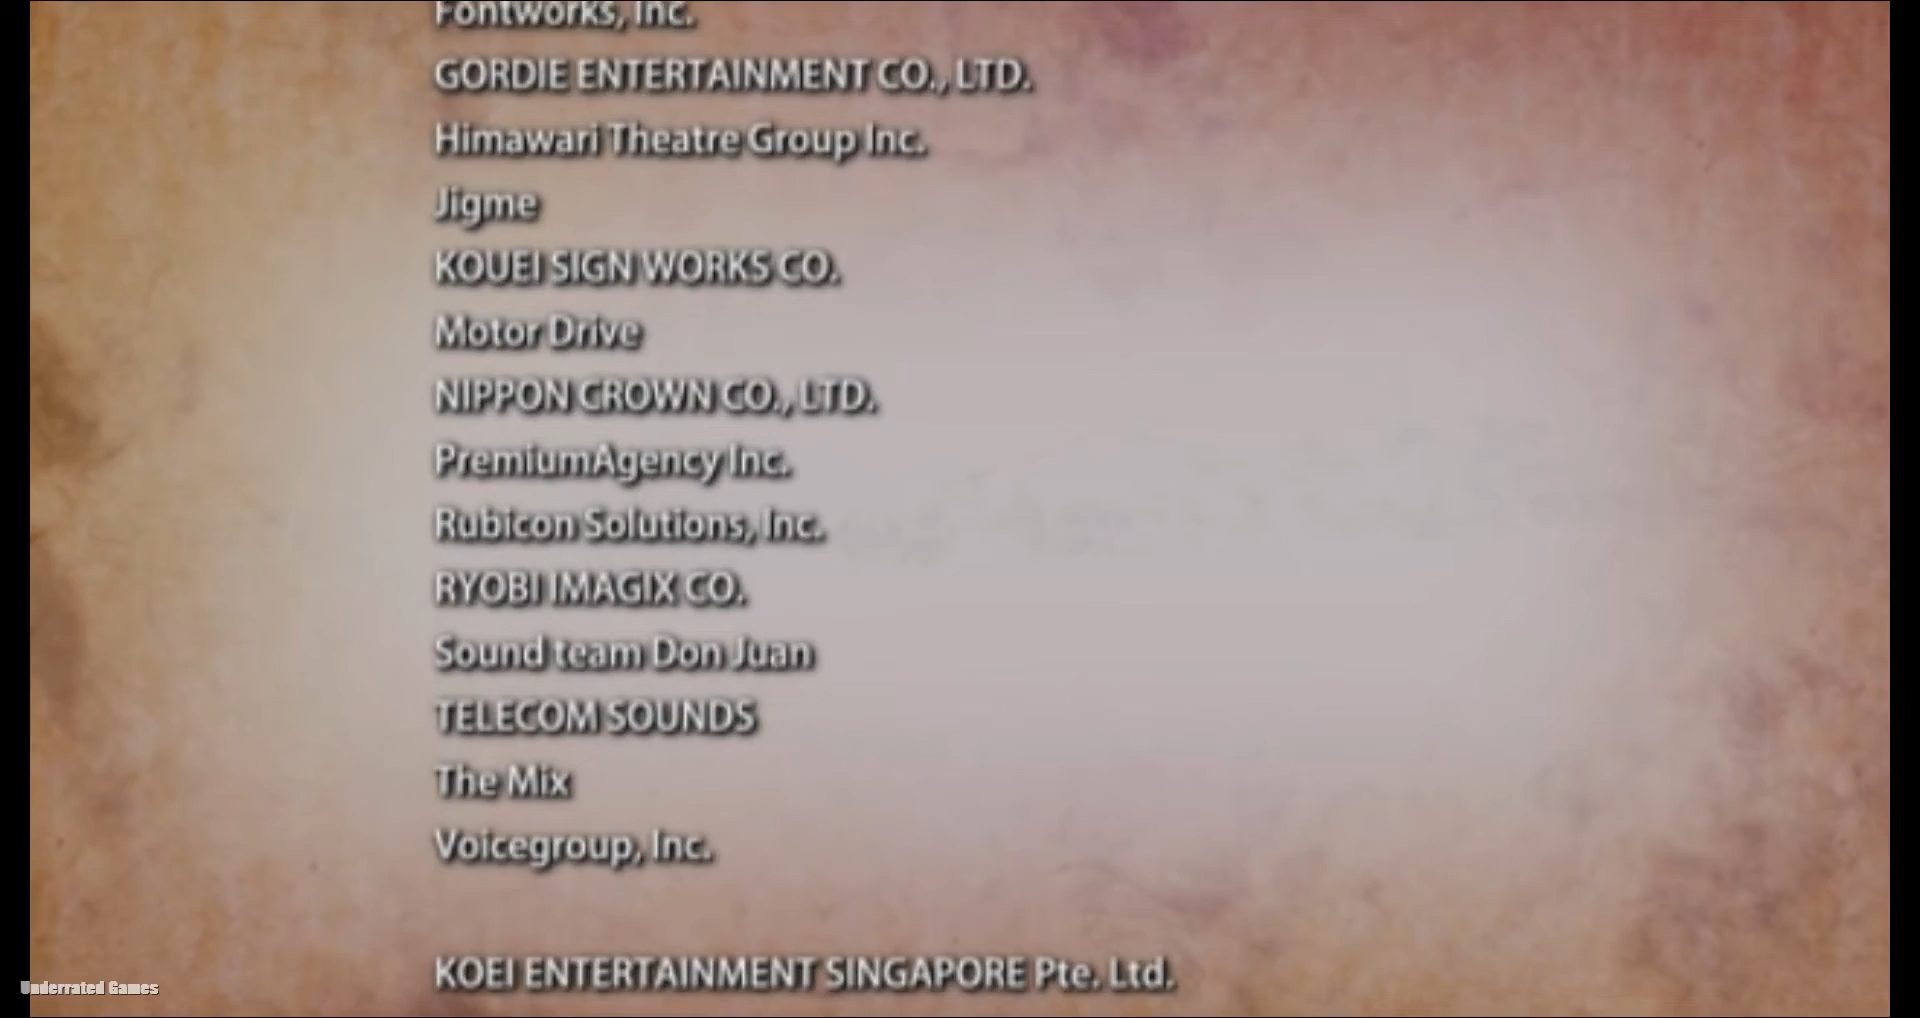 Fontworks, Inc.
GORDIE ENTERTAINMENT CO., LTD.
Himawari Theatre Group Inc.
Jigme
KOUEI SIGN WORKS CO.
Motor Drive
NIPPON CROWN CO., LTD.
PremiumAgency Inc.
Rubicon Solutions, Inc.
RYOBI IMAGIX CO.
Sound team Don Juan
TELECOM SOUNDS
The Mix
Voicegroup, Inc.
KOEI ENTERTAINMENT SINGAPORE Pte. Ltd.
Underrated Games